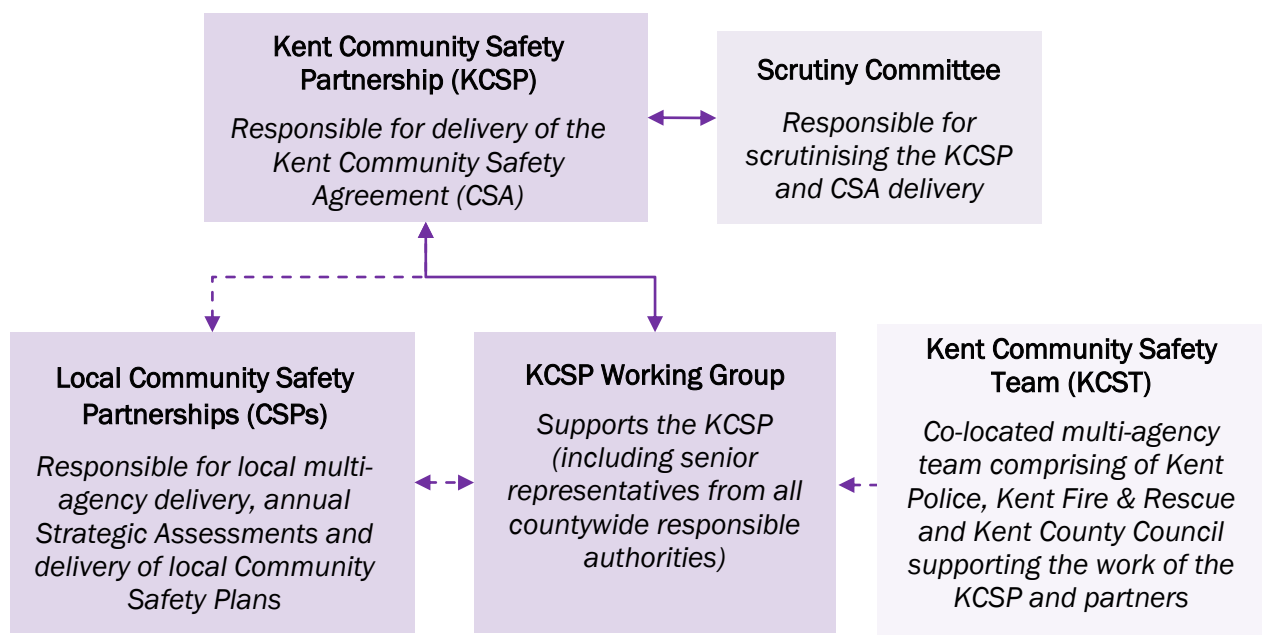 Kent Community Safety
Partnership (KCSP)
Responsible for delivery of the
Kent Community Safety
Agreement (CSA)
Scrutiny Committee
Responsible for
scrutinising the KCSP
and CSA delivery
Local Community Safety
Partnerships (CSPs)
Responsible for local multi-
agency delivery, annual
Strategic Assessments and
delivery of local Community
Safety Plans
KCSP Working Group
Supports the KCSP
(including senior
representatives from all
countywide responsible
authorities)
Kent Community Safety
Team (KCST)
Co-located multi-agency
team comprising of Kent
Police, Kent Fire & Rescue
and Kent County Council
supporting the work of the
KCSP and partners